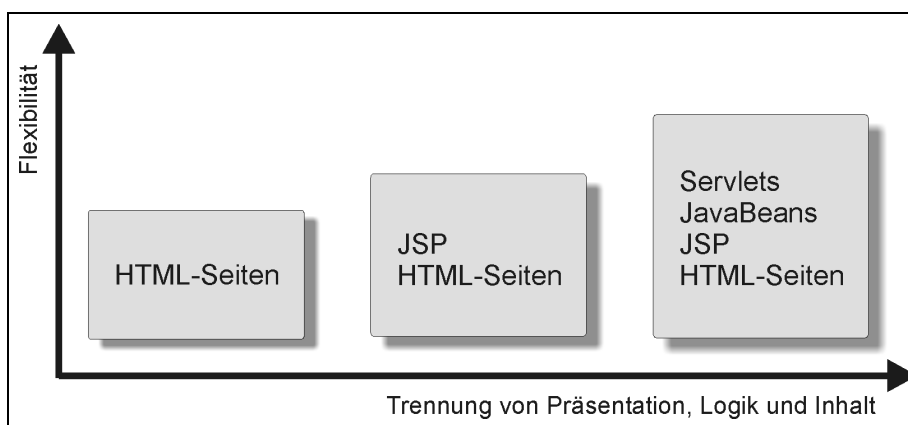 Flexibilität
HTML-Seiten
JSP
HTML-Seiten
Servlets
JavaBeans
JSP
HTML-Seiten
Trennung von Präsentation, Logik und Inhalt